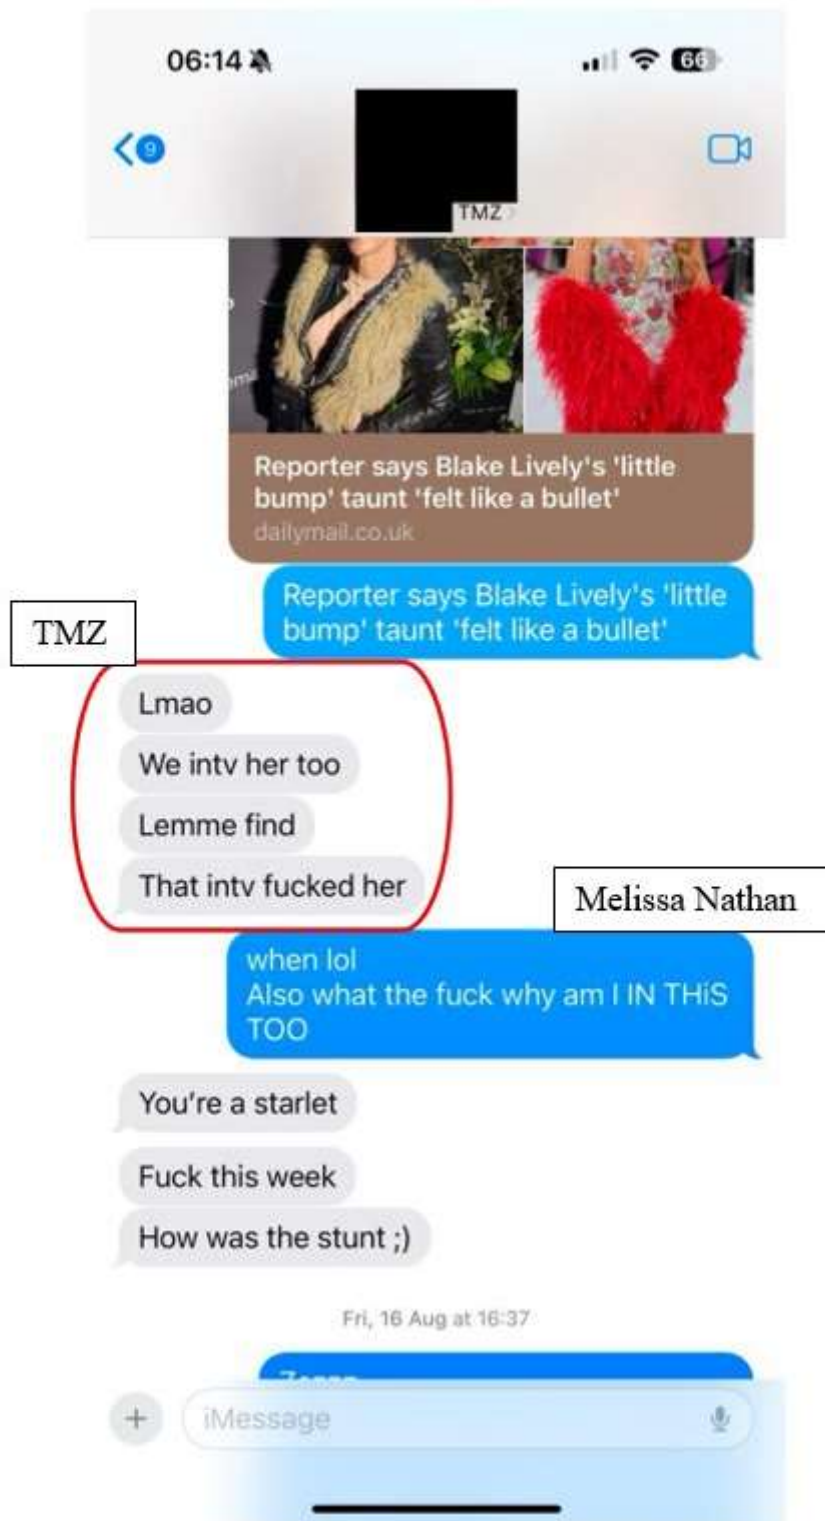 06:14
66
9
TMZ
Reporter says Blake Lively's 'little
bump' taunt 'felt like a bullet'
dailymail.co.uk
Reporter says Blake Lively's 'little
bump' taunt 'felt like a bullet'
TMZ
Lmao
We intv her too
Lemme find
That intv fucked her
Melissa Nathan
when lol
Also what the fuck why am I IN THiS
TOO
You're a starlet
Fuck this week
How was the stunt ;)
Fri, 16 Aug at 16:37
iMessage